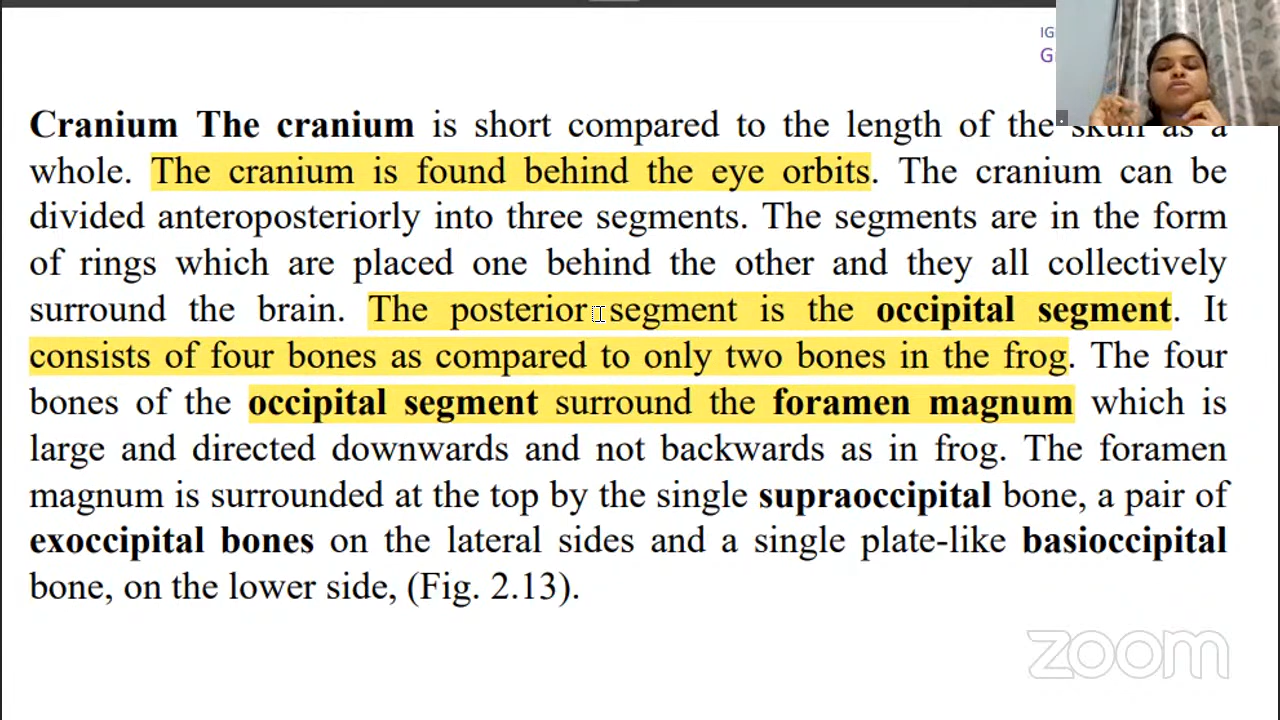 IG
G
Cranium The cranium is short compared to the length of the skull as a
whole. The cranium is found behind the eye orbits. The cranium can be
divided anteroposteriorly into three segments. The segments are in the form
of rings which are placed one behind the other and they all collectively
surround the brain. The posterior segment is the occipital segment. It
consists of four bones as compared to only two bones in the frog. The four
bones of the occipital segment surround the foramen magnum which is
large and directed downwards and not backwards as in frog. The foramen
magnum is surrounded at the top by the single supraoccipital bone, a pair of
exoccipital bones on the lateral sides and a single plate-like basioccipital
bone, on the lower side, (Fig. 2.13).
zoom